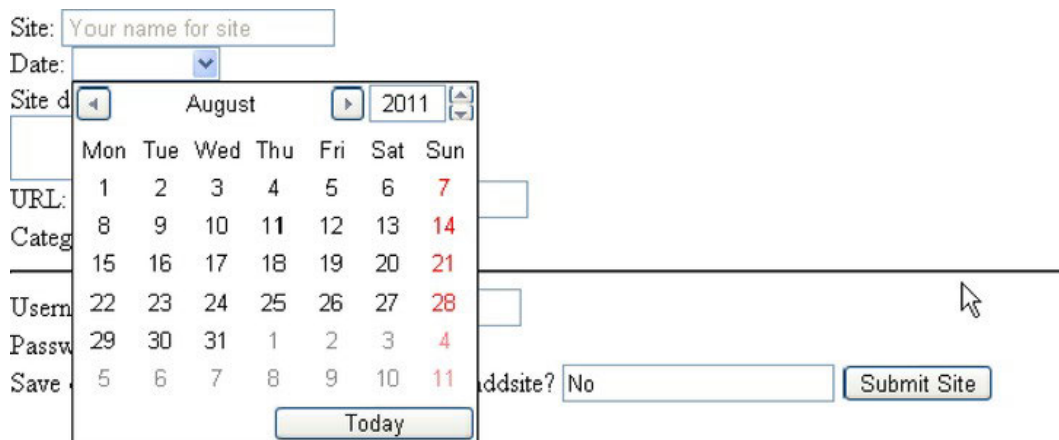 Site: Your name for site
Date:
Site d
August 2011
Mon Tue Wed Thu Fri Sat Sun
1 2 3 4 5 6 7
URL:
8 9 10 11 12 13 14
Categ
15 16 17 18 19 20 21
Usern
22 23 24 25 26 27 28
Passw
29 30 31 1 2 3 4
Save
5 6 7 8 9 10 11
ddsite? No Submit Site
Today